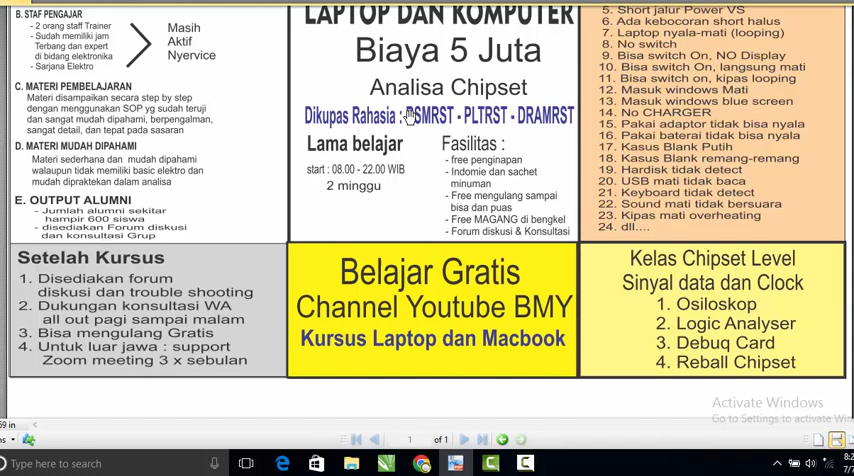 B. STAF PENGAJAR
- 2 orang staff Trainer
- Sudah memiliki jam
Terbang dan expert
di bidang elektronika
- Sarjana Elektro
Masih
Aktif
Nyervice
C. MATERI PEMBELAJARAN
Materi disampaikan secara step by step
dengan menggunakan SOP yg sudah teruji
dan sangat mudah dipahami, berpengalman,
sangat detail, dan tepat pada sasaran
D. MATERI MUDAH DIPAHAMI
Materi sederhana dan mudah dipahami
walaupun tidak memiliki basic elektro dan
mudah dipraktekan dalam analisa
E. OUTPUT ALUMNI
- Jumlah alumni sekitar
hampir 600 siswa
- disediakan Forum diskusi
dan konsultasi Grup
LAPTOP DAN KOMPUTER
Biaya 5 Juta
Analisa Chipset
Dikupas Rahasia : RSMRST - PLTRST - DRAMRST
Lama belajar
start : 08.00 - 22.00 WIB
2 minggu
Fasilitas :
- free penginapan
- Indomie dan sachet
minuman
- Free mengulang sampai
bisa dan puas
- Free MAGANG di bengkel
- Forum diskusi & Konsultasi
5. Short jalur Power VS
6. Ada kebocoran short halus
7. Laptop nyala-mati (looping)
8. No switch
9. Bisa switch On, NO Display
10. Bisa switch On, langsung mati
11. Bisa switch on, kipas looping
12. Masuk windows Mati
13. Masuk windows blue screen
14. No CHARGER
15. Pakai adaptor tidak bisa nyala
16. Pakai baterai tidak bisa nyala
17. Kasus Blank Putih
18. Kasus Blank remang-remang
19. Hardisk tidak detect
20. USB mati tidak baca
21. Keyboard tidak detect
22. Sound mati tidak bersuara
23. Kipas mati overheating
24. dll....
Setelah Kursus
1. Disediakan forum
diskusi dan trouble shooting
2. Dukungan konsultasi WA
all out pagi sampai malam
3. Bisa mengulang Gratis
4. Untuk luar jawa : support
Zoom meeting 3 x sebulan
Belajar Gratis
Channel Youtube BMY
Kursus Laptop dan Macbook
Kelas Chipset Level
Sinyal data dan Clock
1. Osiloskop
2. Logic Analyser
3. Debuq Card
4. Reball Chipset
Activate Windows
Go to Settings to activate
1 of 1
Type here to search